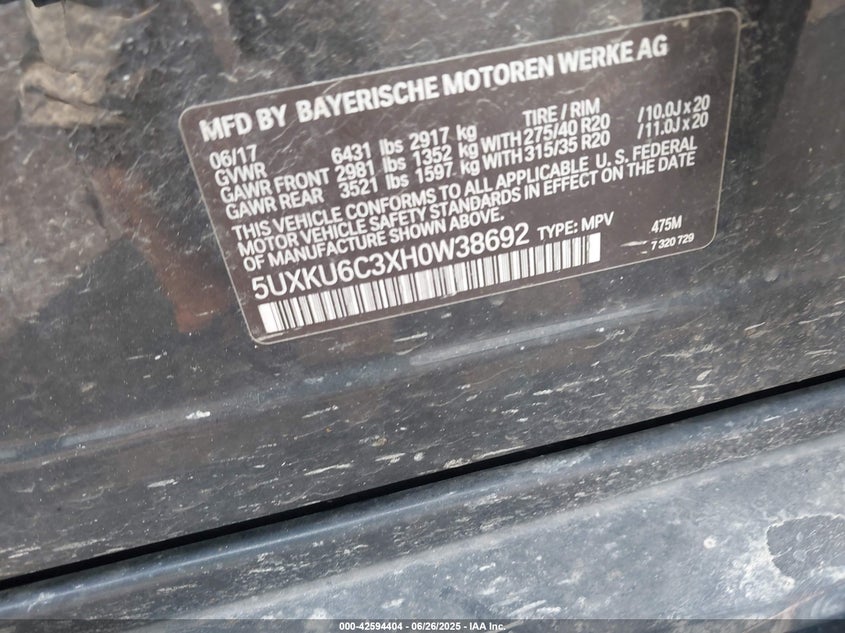 MFD BY BAYERISCHE MOTOREN WERKE AG
06/17 TIRE / RIM
GVWR 6431 lbs 2917 kg
GAWR FRONT 2981 lbs 1352 kg WITH 275/40 R20 /10.0J x 20
GAWR REAR 3521 lbs 1597 kg WITH 315/35 R20 /11.0J x 20
THIS VEHICLE CONFORMS TO ALL APPLICABLE U. S. FEDERAL
MOTOR VEHICLE SAFETY STANDARDS IN EFFECT ON THE DATE
OF MANUFACTURE SHOWN ABOVE.
5UXKU6C3XH0W38692 TYPE: MPV 475M
7 320 729
000-42594404 - 06/26/2025 - IAA Inc.